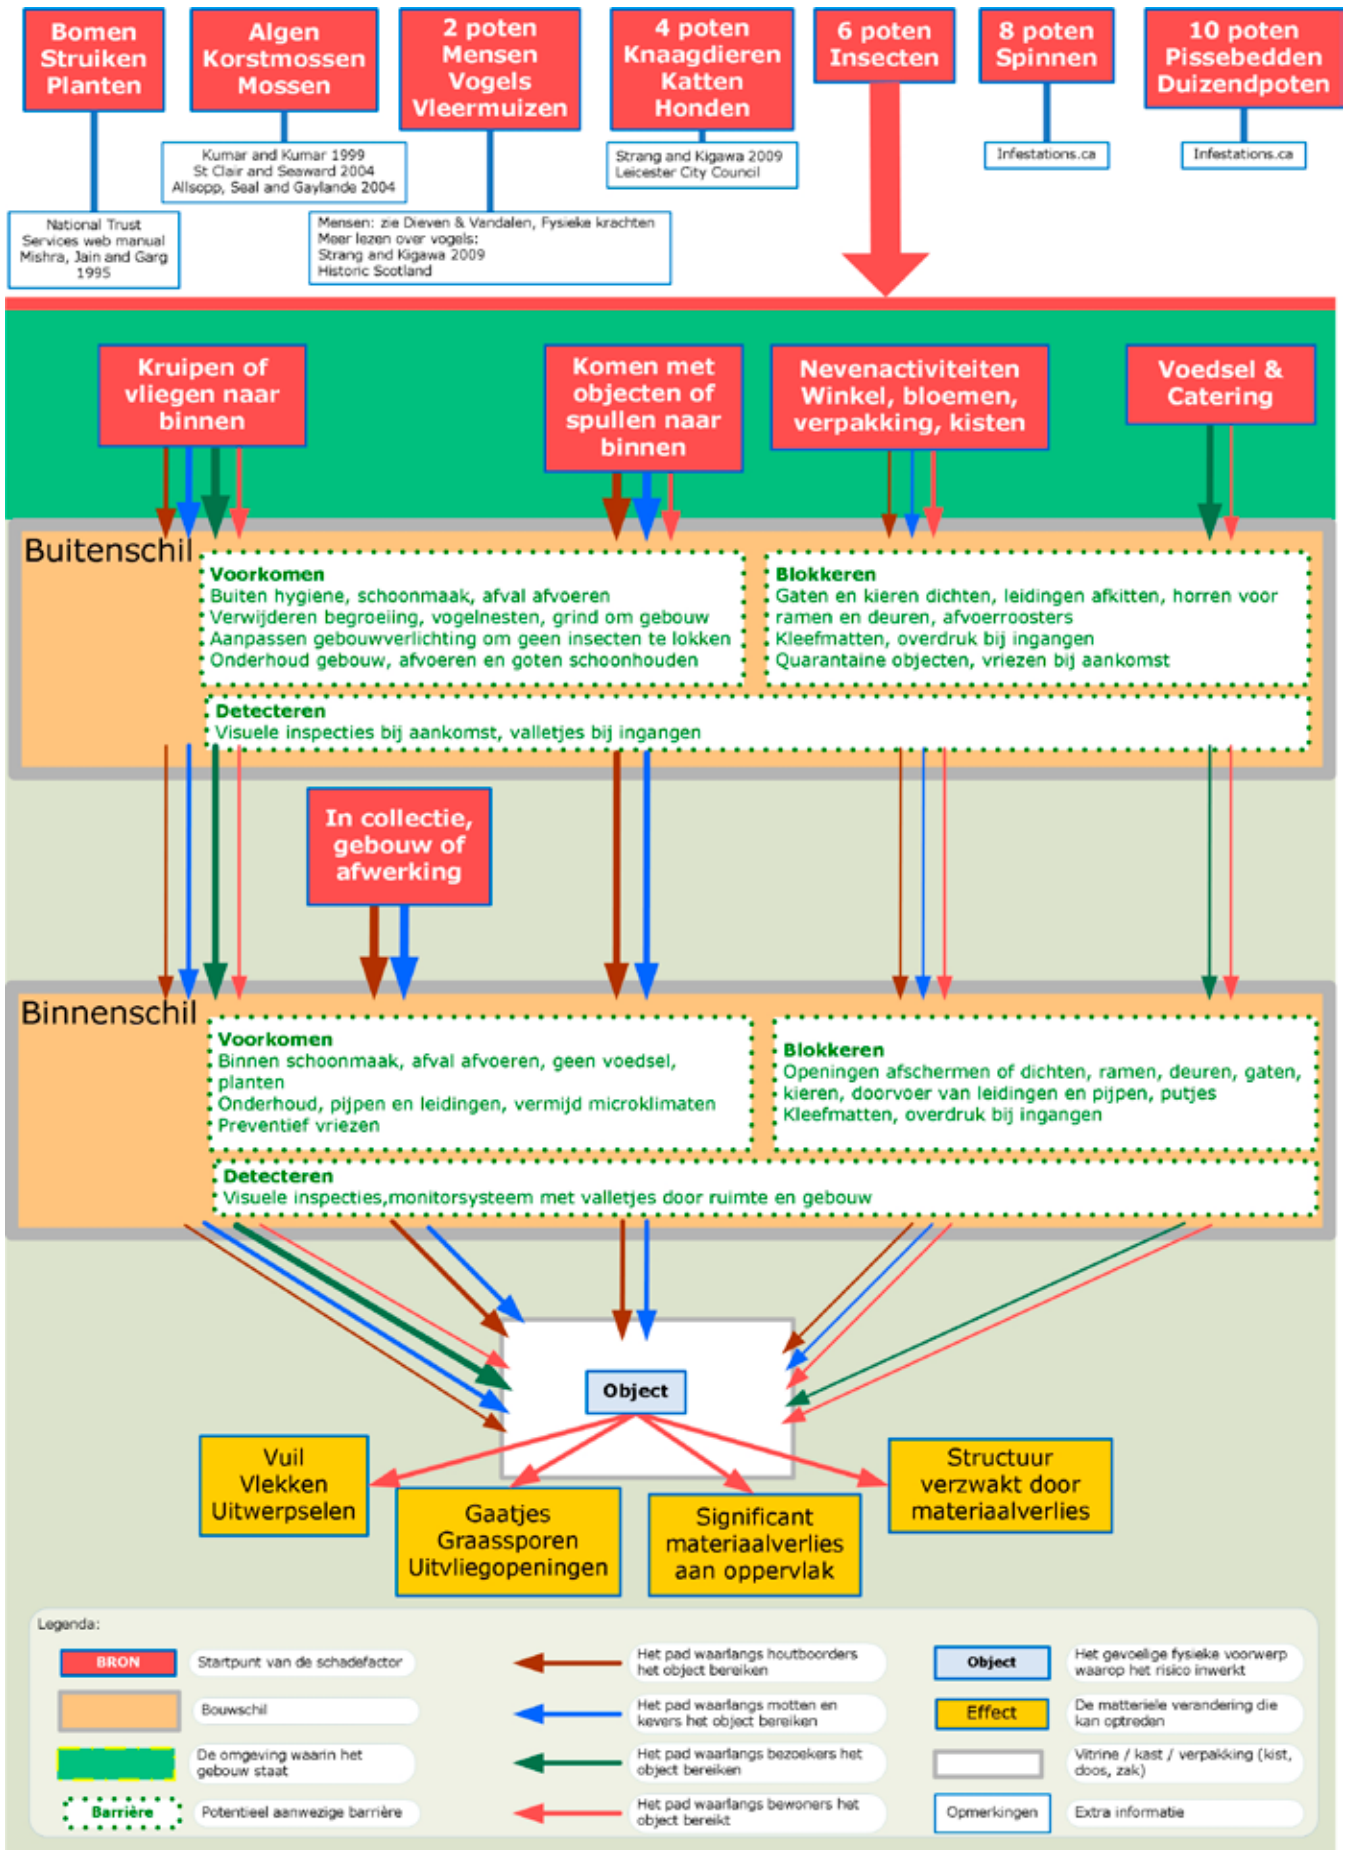 Bomen
Struiken
Planten
Algen
Korstmossen
Mossen
2 poten
Mensen
Vogels
Vleermuizen
4 poten
Knaagdieren
Katten
Honden
6 poten
Insecten
8 poten
Spinnen
10 poten
Pissebedden
Duizendpoten
National Trust
Services web manual
Mishra, Jain and Garg
1995
Kumar and Kumar 1999
St Clair and Seaward 2004
Allsopp, Seal and Gaylande 2004
Mensen: zie Dieven & Vandalen, Fysieke krachten
Meer lezen over vogels:
Strang and Kigawa 2009
Historic Scotland
Strang and Kigawa 2009
Leicester City Council
Infestations.ca
Infestations.ca
Kruipen of
vliegen naar
binnen
Komen met
objecten of
spullen naar
binnen
Nevenactiviteiten
Winkel, bloemen,
verpakking, kisten
Voedsel &
Catering
Buitenschil
Voorkomen
Buiten hygiene, schoonmaak, afval afvoeren
Verwijderen begroeiing, vogelnesten, grind om gebouw
Aanpassen gebouwverlichting om geen insecten te lokken
Onderhoud gebouw, afvoeren en goten schoonhouden
Blokkeren
Gaten en kieren dichten, leidingen afkitten, horren voor
ramen en deuren, afvoerroosters
Kleefmatten, overdruk bij ingangen
Quarantaine objecten, vriezen bij aankomst
Detecteren
Visuele inspecties bij aankomst, valletjes bij ingangen
In collectie,
gebouw of
afwerking
Binnenschil
Voorkomen
Binnen schoonmaak, afval afvoeren, geen voedsel,
planten
Onderhoud, pijpen en leidingen, vermijd microklimaten
Preventief vriezen
Blokkeren
Openingen afschermen of dichten, ramen, deuren, gaten,
kieren, doorvoer van leidingen en pijpen, putjes
Kleefmatten, overdruk bij ingangen
Detecteren
Visuele inspecties,monitorsysteem met valletjes door ruimte en gebouw
Object
Vuil
Vlekken
Uitwerpselen
Gaatjes
Graassporen
Uitvliegopeningen
Significant
materiaalverlies
aan oppervlak
Structuur
verzwakt door
materiaalverlies
Legenda:
BRON
Startpunt van de schadefactor
Bouwschil
De omgeving waarin het
gebouw staat
Barrière
Potentieel aanwezige barrière
Het pad waarlangs houtboorders
het object bereiken
Het pad waarlangs motten en
kevers het object bereiken
Het pad waarlangs bezoekers het
object bereiken
Het pad waarlangs bewoners het
object bereikt
Object
Het gevoelige fysieke voorwerp
waarop het risico inwerkt
Effect
De matteriele verandering die
kan optreden
Vitrine / kast / verpakking (kist,
doos, zak)
Opmerkingen
Extra informatie